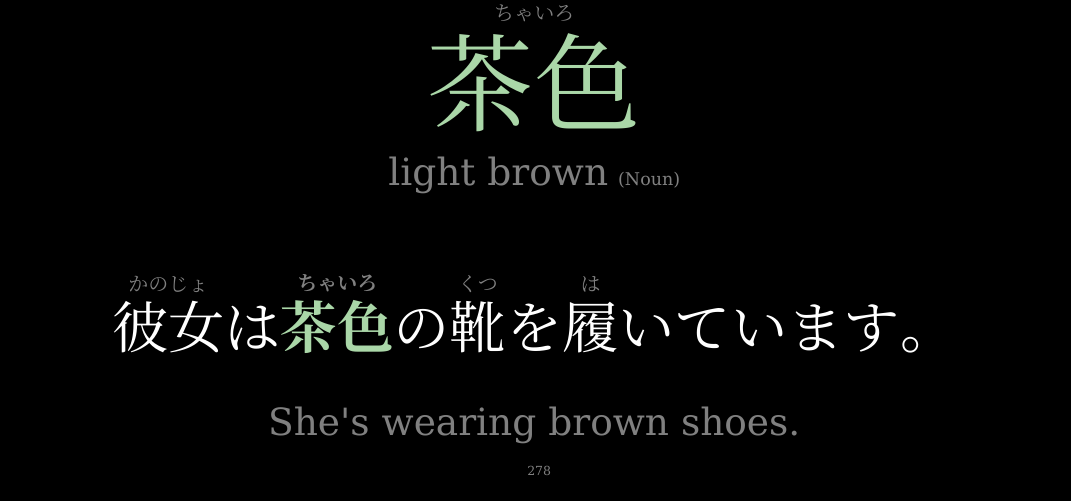 ちゃいろ
茶色
light brown (Noun)
かのじょ ちゃいろ くつ は
彼女は茶色の靴を履いています。
She's wearing brown shoes.
278